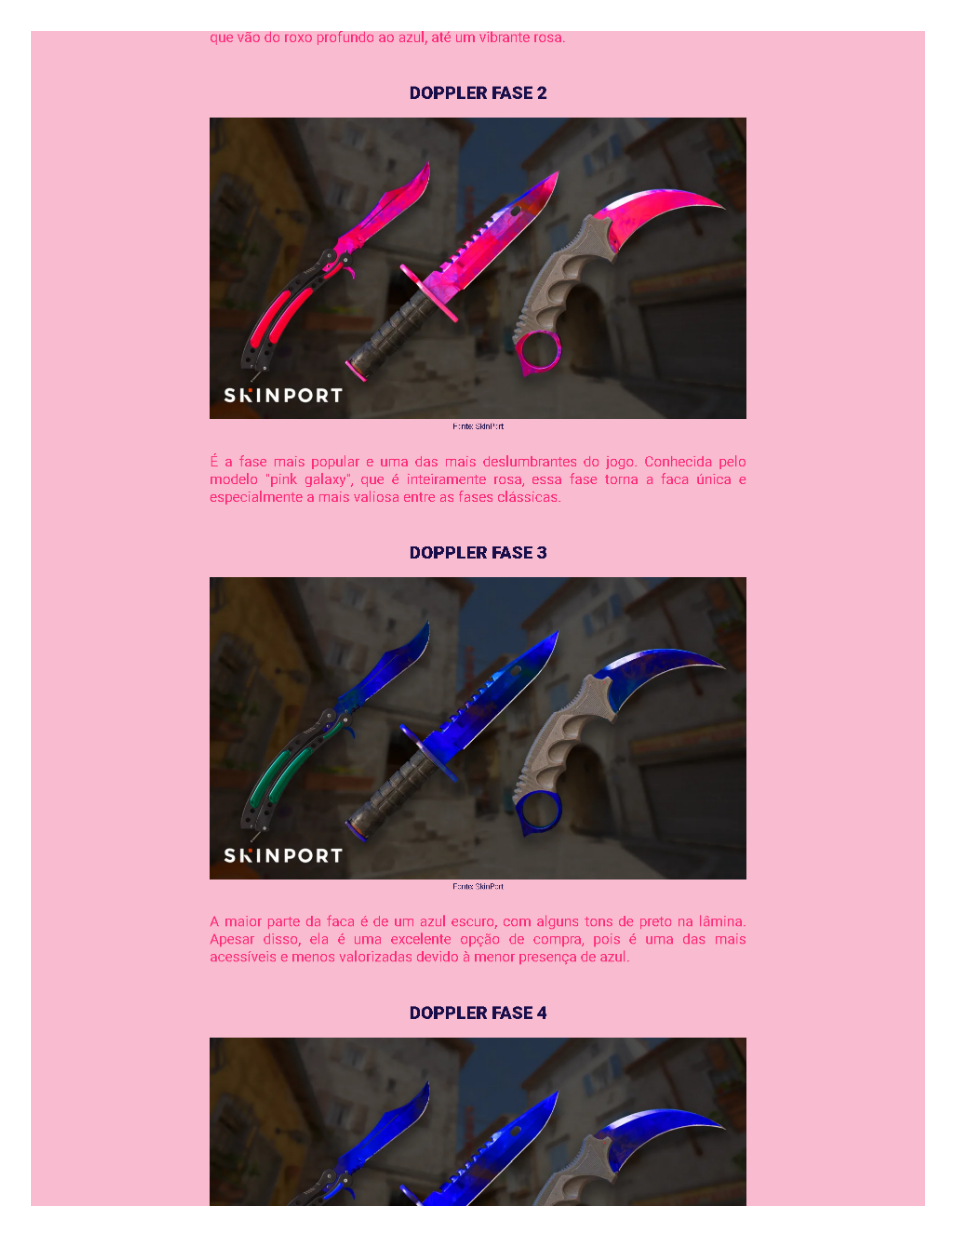 que vão do roxo profundo ao azul, até um vibrante rosa.
DOPPLER FASE 2
SKINPORT
Fonte: SkinPort
É a fase mais popular e uma das mais deslumbrantes do jogo. Conhecida pelo
modelo "pink galaxy", que é inteiramente rosa, essa fase torna a faca única e
especialmente a mais valiosa entre as fases clássicas.
DOPPLER FASE 3
SKINPORT
Fonte: SkinPort
A maior parte da faca é de um azul escuro, com alguns tons de preto na lâmina.
Apesar disso, ela é uma excelente opção de compra, pois é uma das mais
acessíveis e menos valorizadas devido à menor presença de azul.
DOPPLER FASE 4